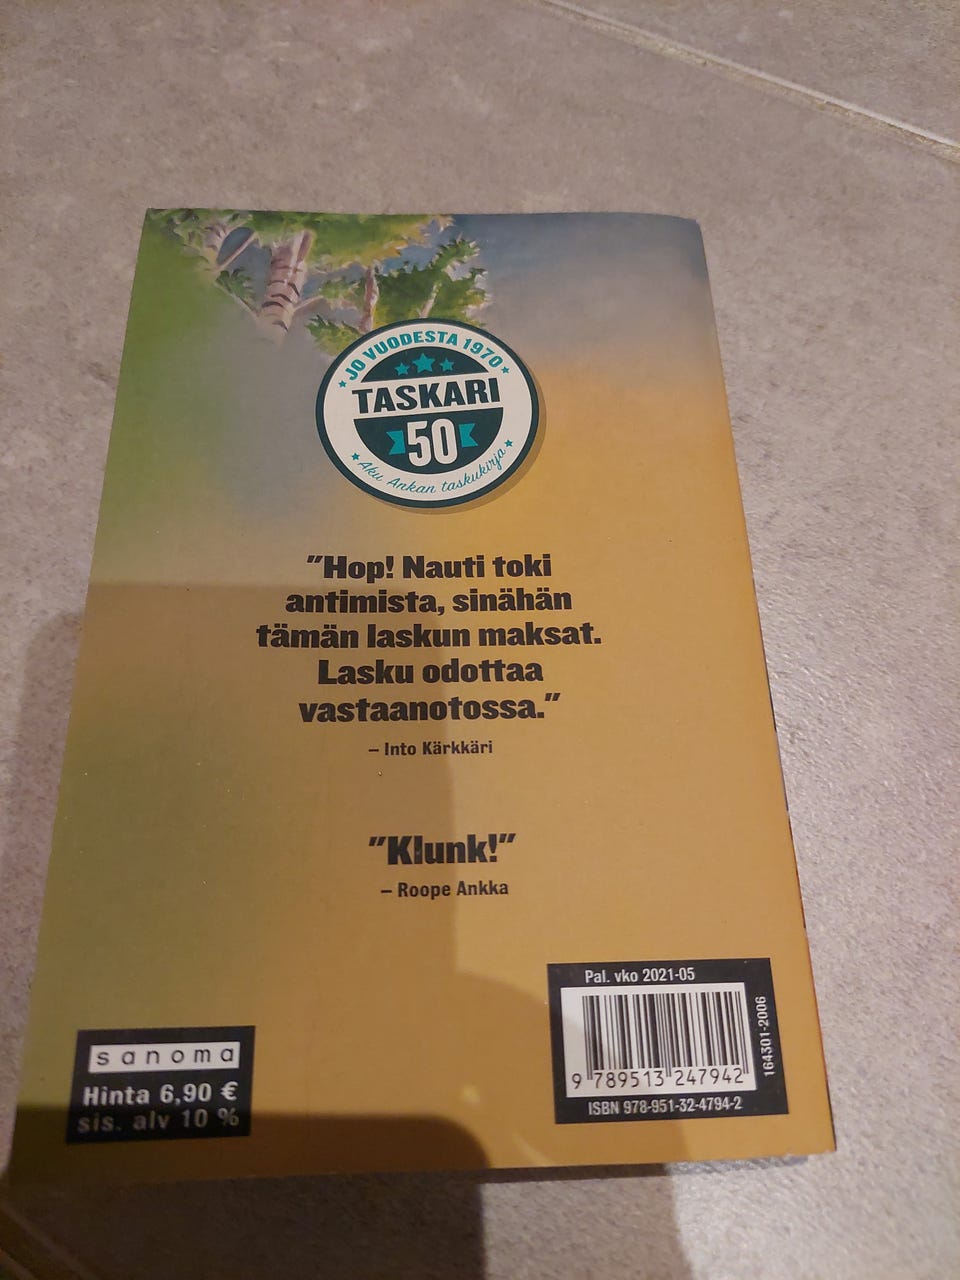 JO VUODESTA 1970
TASKARI
50
Aku Ankan taskukirja
"Hop! Nauti toki
antimista, sinähän
tämän laskun maksat.
Lasku odottaa
vastaanotossa."
– Into Kärkkäri
"Klunk!"
– Roope Ankka
sanoma
Hinta 6,90 €
sis. alv 10 %
Pal. vko 2021-05
9 789513 247942
ISBN 978-951-32-4794-2
164301-2006